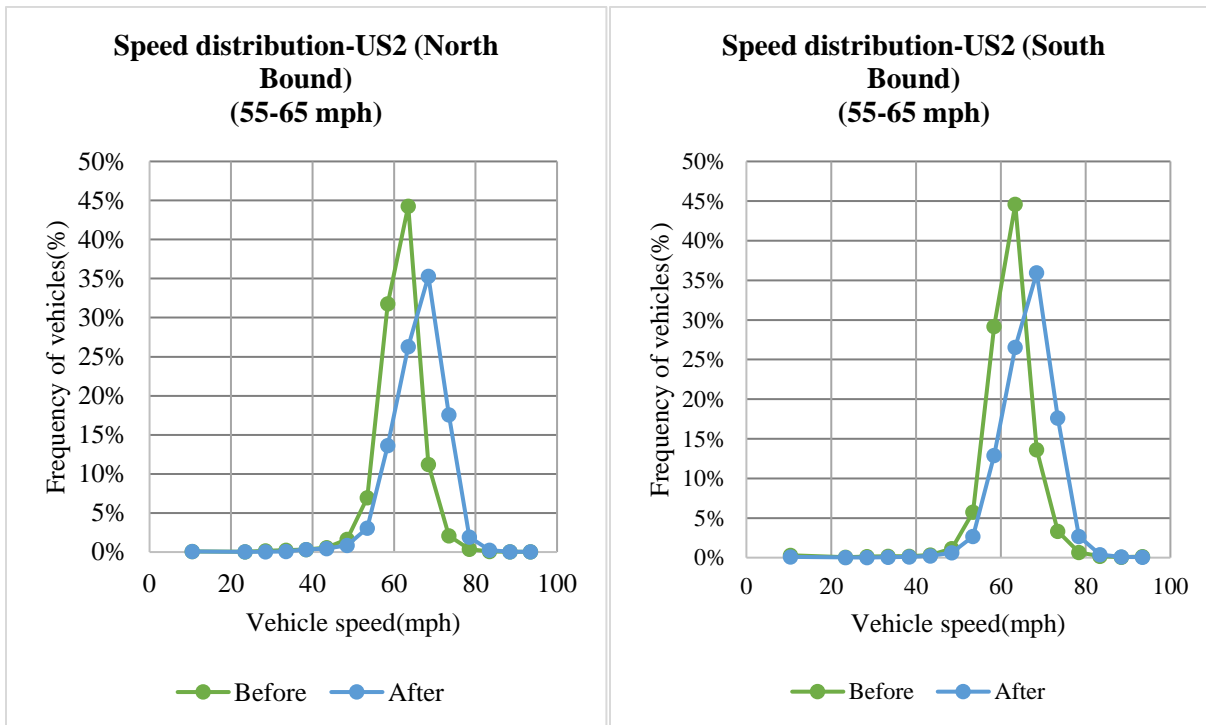 Speed distribution-US2 (North
Bound)
(55-65 mph)
50%
45%
40%
35%
30%
25%
20%
15%
10%
5%
0%
Frequency of vehicles(%)
0 20 40 60 80 100
Vehicle speed(mph)
Before After
Speed distribution-US2 (South
Bound)
(55-65 mph)
50%
45%
40%
35%
30%
25%
20%
15%
10%
5%
0%
Frequency of vehicles(%)
0 20 40 60 80 100
Vehicle speed(mph)
Before After